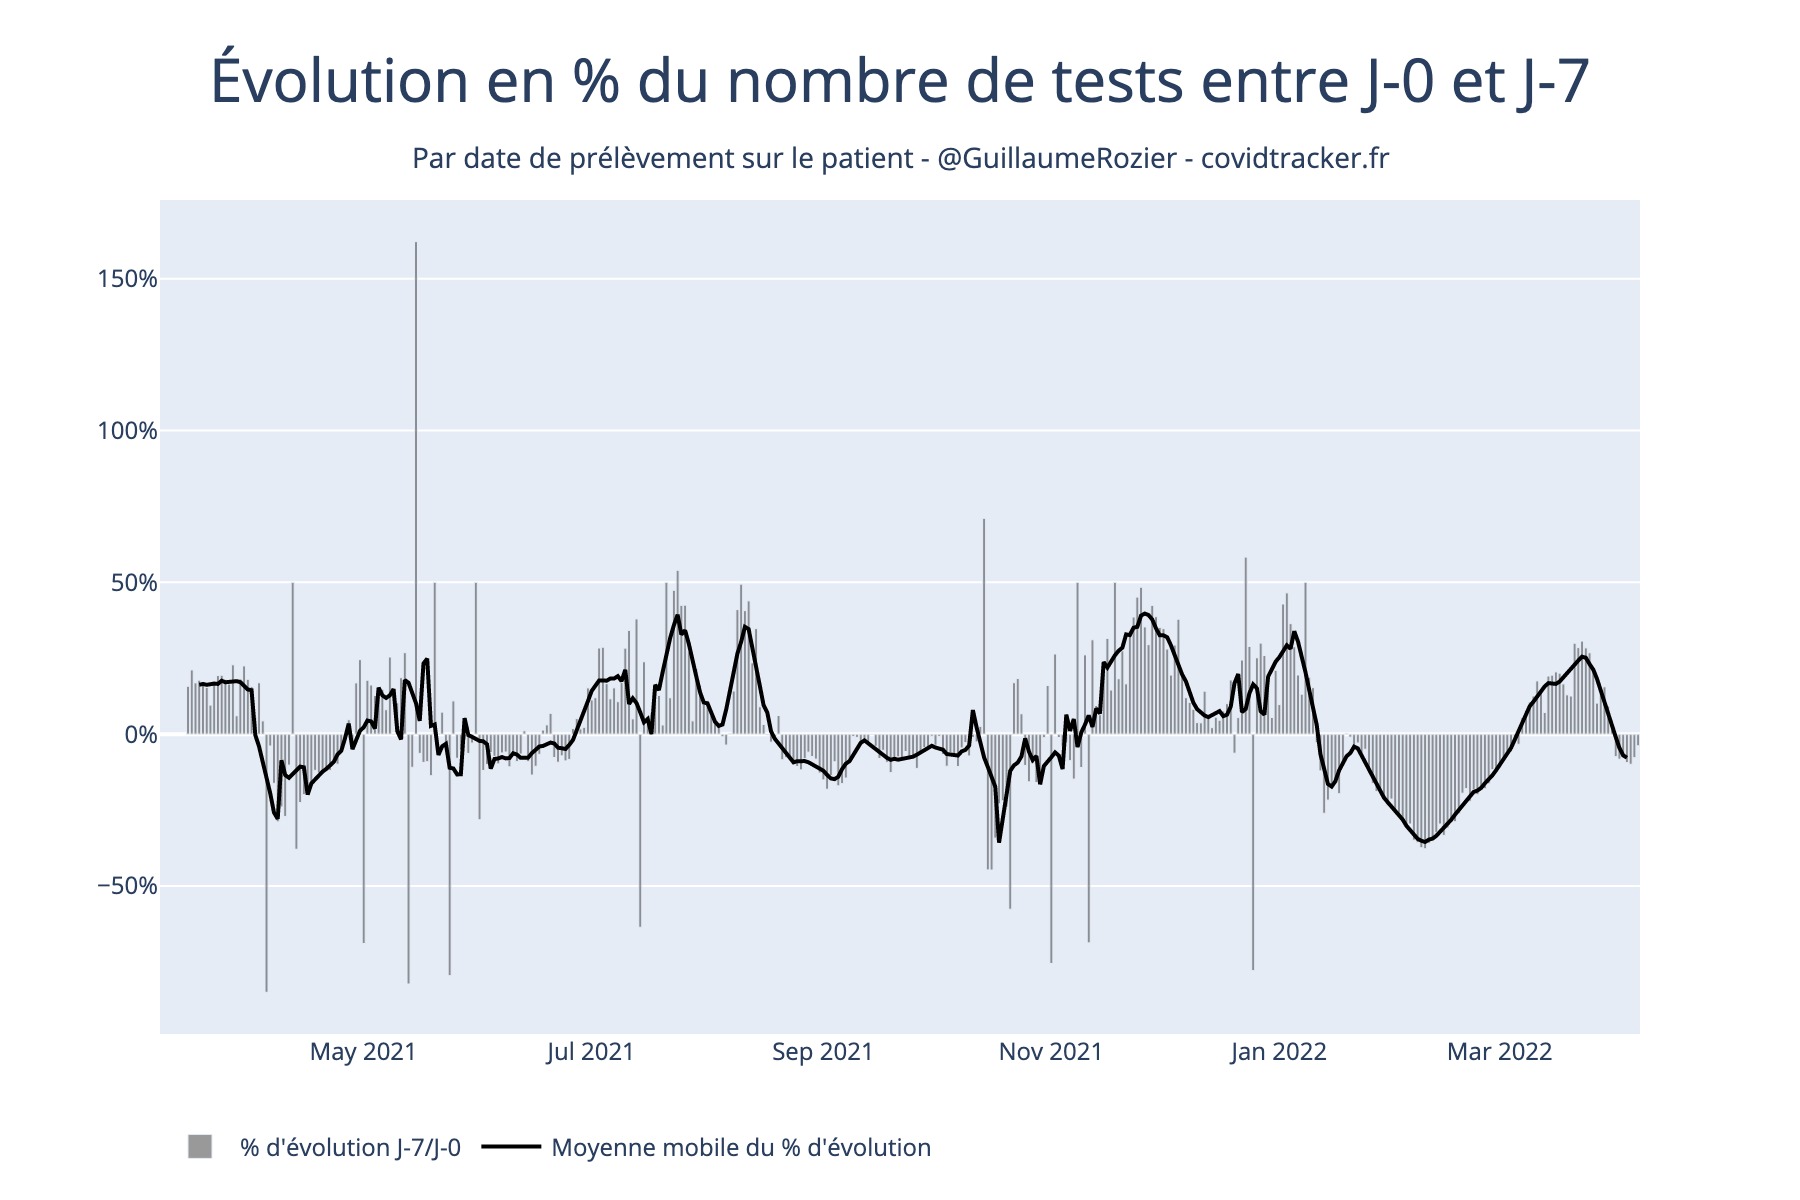 Évolution en % du nombre de tests entre J-0 et J-7
Par date de prélèvement sur le patient - @GuillaumeRozier - covidtracker.fr
150%
100%
50%
0%
−50%
May 2021
Jul 2021
Sep 2021
Nov 2021
Jan 2022
Mar 2022
% d'évolution J-7/J-0
Moyenne mobile du % d'évolution